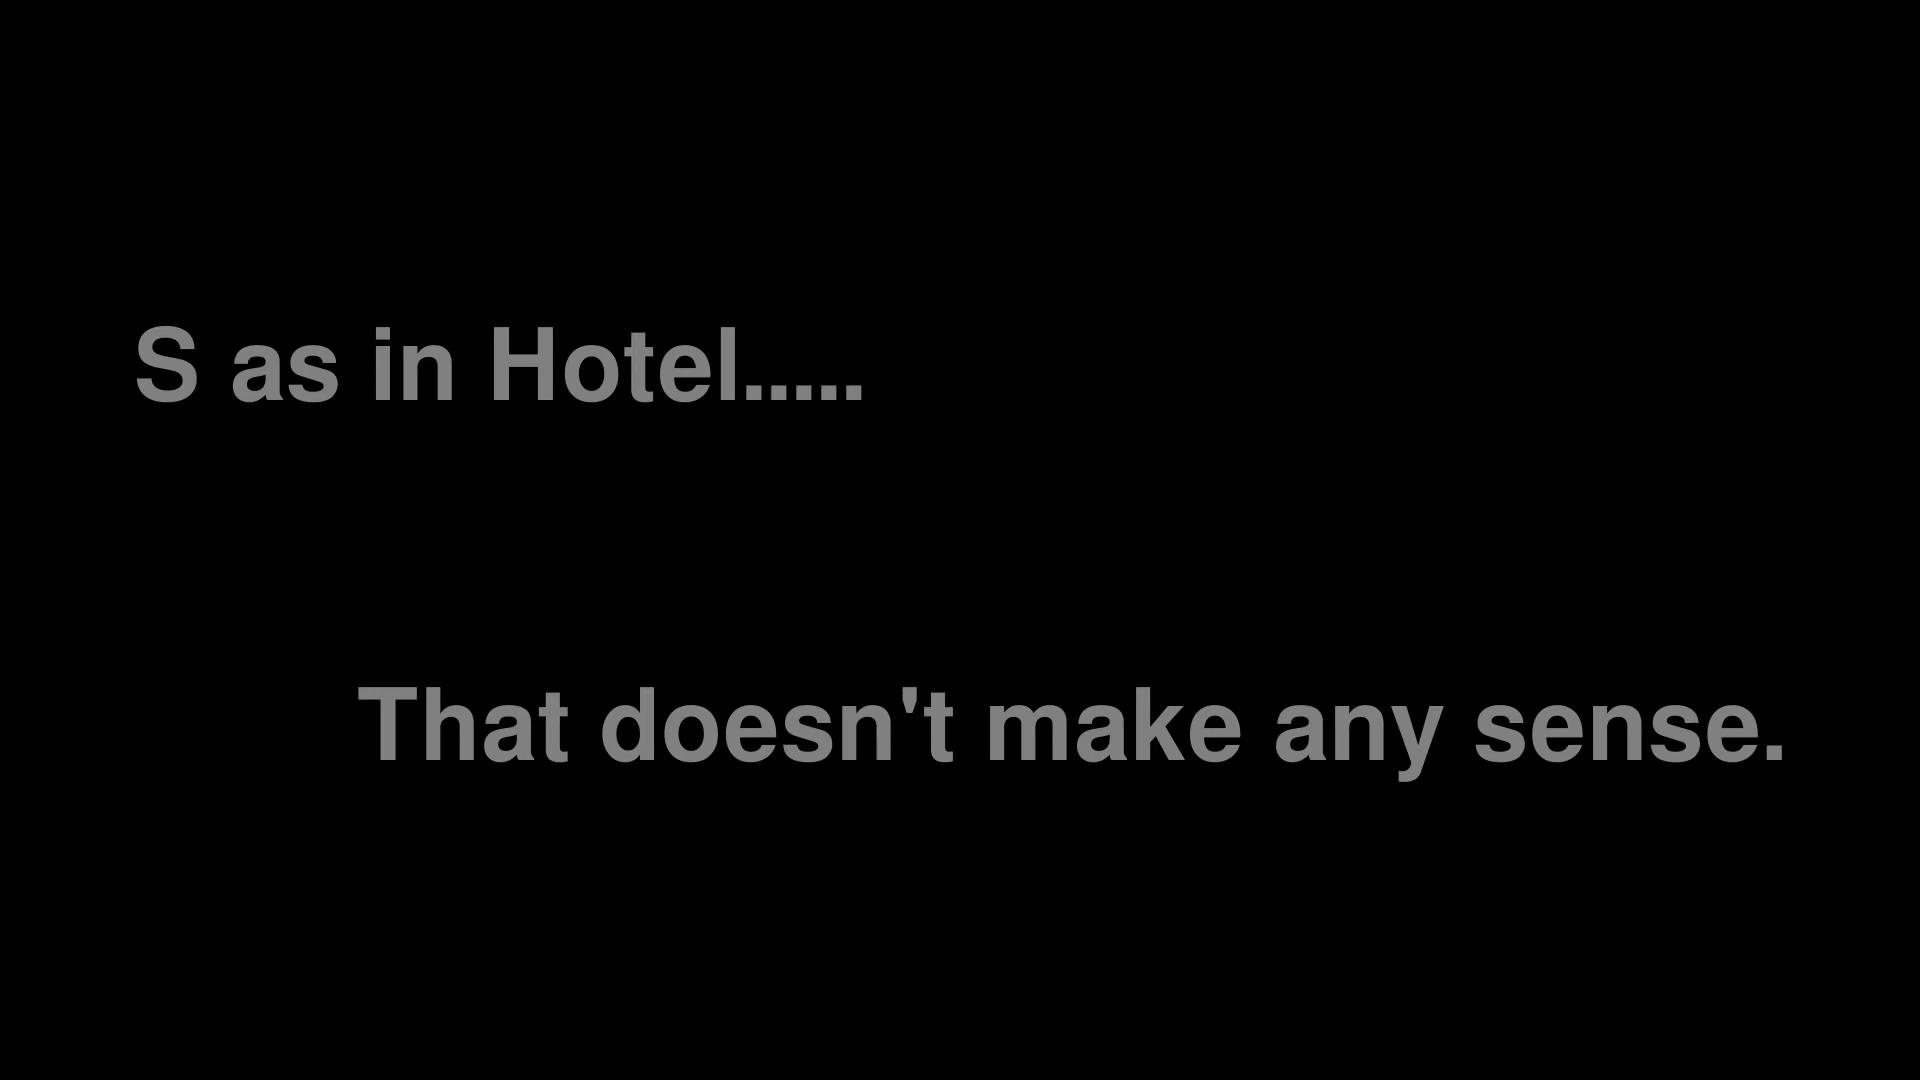 S as in Hotel.....
That doesn't make any sense.